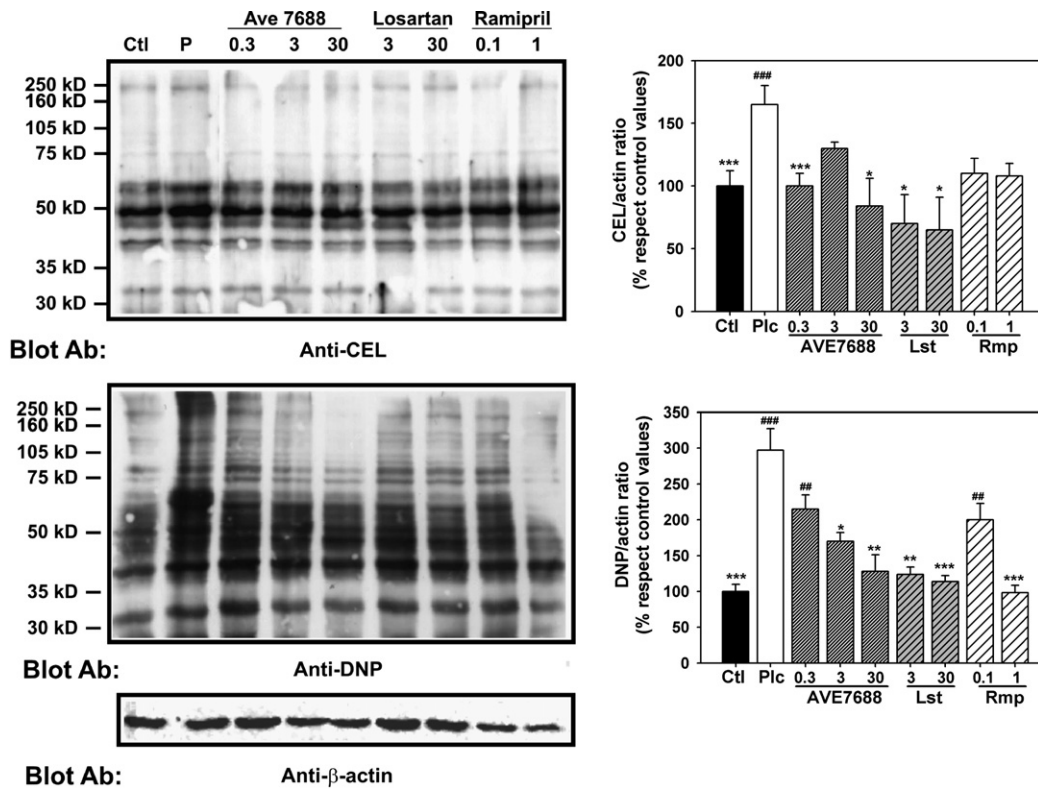 Ave 7688 Losartan Ramipril
Ctl P 0.3 3 30 3 30 0.1 1
250 kD
160 kD
105 kD
75 kD
50 kD
35 kD
30 kD
Blot Ab: Anti-CEL
CEL/actin ratio
(% respect control values)
200
150
100
50
0
*** ### *** * * *
Ctl Plc 0.3 3 30 3 30 0.1 1
AVE7688 Lst Rmp
250 kD
160 kD
105 kD
75 kD
50 kD
35 kD
30 kD
Blot Ab: Anti-DNP
DNP/actin ratio
(% respect control values)
350
300
250
200
150
100
50
0
*** ### ## * ** ** *** ## ***
Ctl Plc 0.3 3 30 3 30 0.1 1
AVE7688 Lst Rmp
Blot Ab: Anti-β-actin